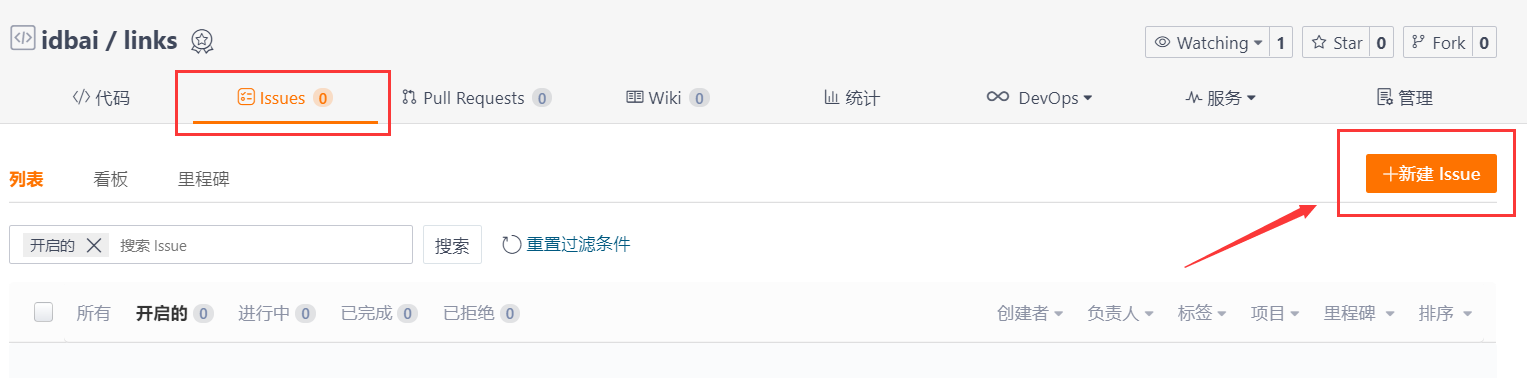 idbai / links
Watching 1 Star 0 Fork 0
代码 Issues 0 Pull Requests 0 Wiki 0 统计 DevOps 服务 管理
列表 看板 里程碑 +新建 Issue
开启的 搜索 Issue 搜索 重置过滤条件
所有 开启的 0 进行中 0 已完成 0 已拒绝 0 创建者 负责人 标签 项目 里程碑 排序